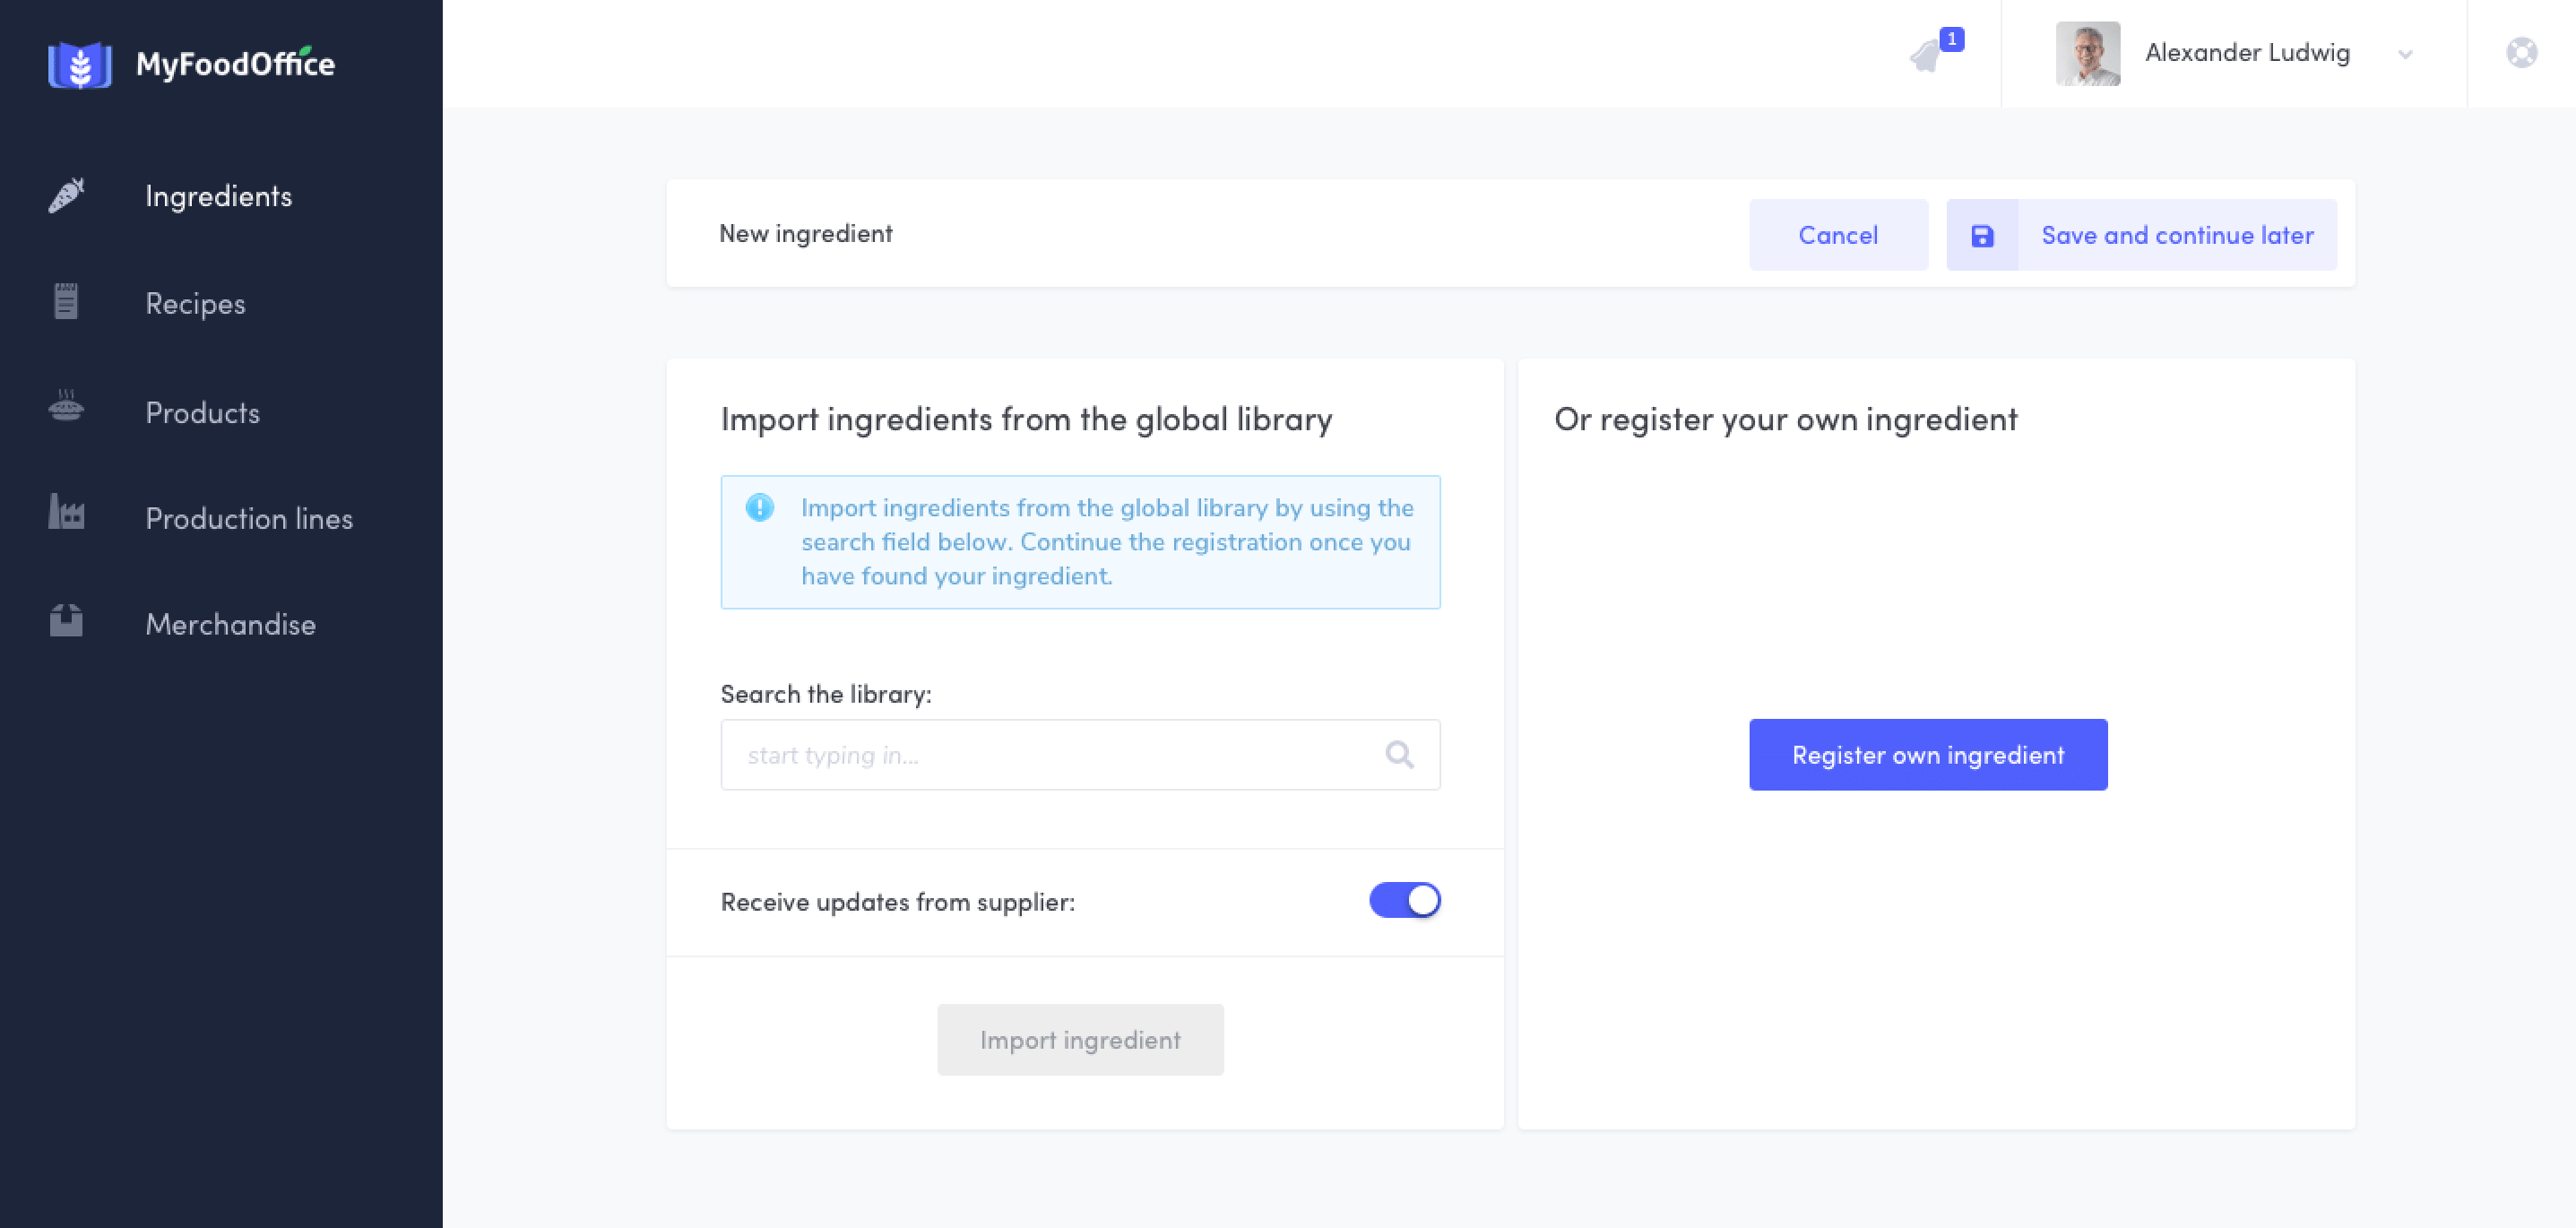 MyFoodOffice
1
Alexander Ludwig
Ingredients
Recipes
Products
Production lines
Merchandise
New ingredient
Cancel
Save and continue later
Import ingredients from the global library
Import ingredients from the global library by using the
search field below. Continue the registration once you
have found your ingredient.
Search the library:
start typing in...
Receive updates from supplier:
Import ingredient
Or register your own ingredient
Register own ingredient